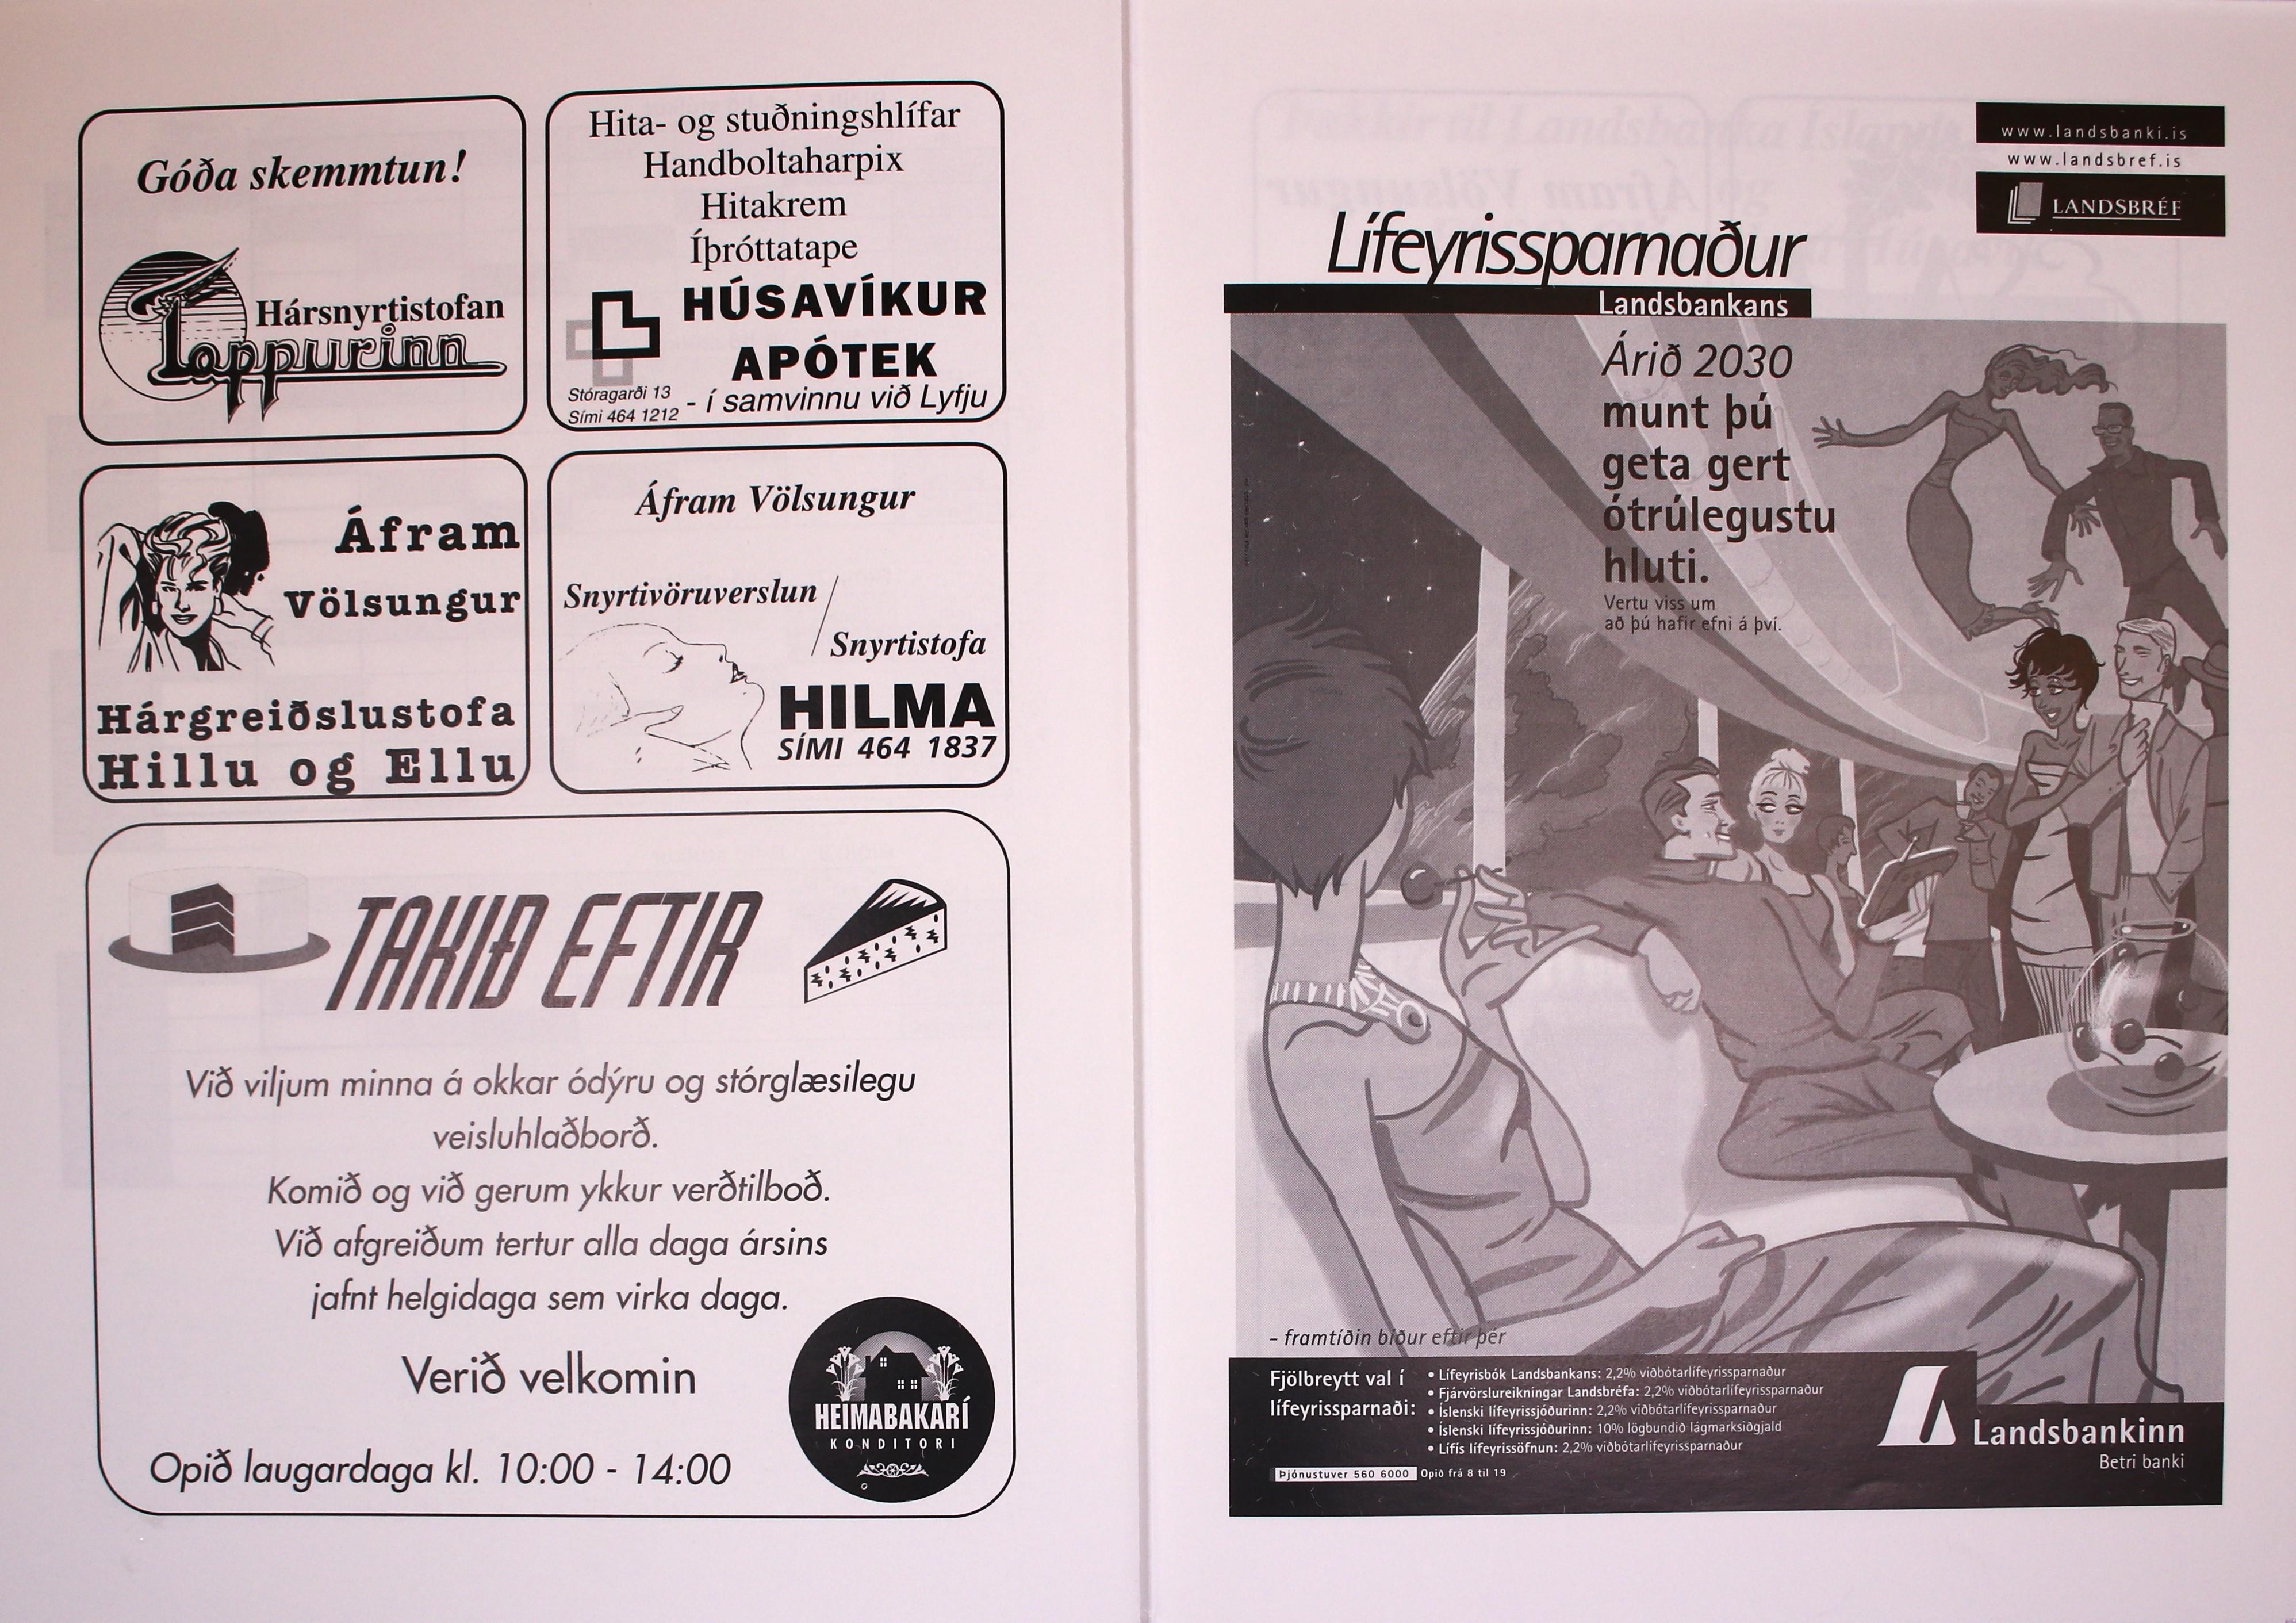 Góða skemmtun!
Hársnyrtistofan
Toppurinn
Hita- og stuðningshlífar
Handboltaharpix
Hitakrem
Íþróttatape
HÚSAVÍKUR
APÓTEK
Stóragarði 13
Sími 464 1212
- í samvinnu við Lyfju
Áfram
Völsungur
Hárgreiðslustofa
Hillu og Ellu
Áfram Völsungur
Snyrtivöruverslun /
Snyrtistofa
HILMA
SÍMI 464 1837
TAKIÐ EFTIR
Við viljum minna á okkar ódýru og stórglæsilegu
veisluhlaðborð.
Komið og við gerum ykkur verðtilboð.
Við afgreiðum tertur alla daga ársins
jafnt helgidaga sem virka daga.
Verið velkomin
HEIMABAKARÍ
KONDITORI
Opið laugardaga kl. 10:00 - 14:00
www.landsbanki.is
www.landsbref.is
LANDSBRÉF
Lífeyrissparnaður
Landsbankans
Árið 2030
munt þú
geta gert
ótrúlegustu
hluti.
Vertu viss um
að þú hafir efni á því.
– framtíðin bíður eftir þér
Fjölbreytt val í
lífeyrissparnaði:
• Lífeyrisbók Landsbankans: 2,2% viðbótarlífeyrissparnaður
• Fjárvörslureikningar Landsbréfa: 2,2% viðbótarlífeyrissparnaður
• Íslenski lífeyrissjóðurinn: 2,2% viðbótarlífeyrissparnaður
• Íslenski lífeyrissjóðurinn: 10% lögbundið lágmarksiðgjald
• Lífís lífeyrissöfnun: 2,2% viðbótarlífeyrissparnaður
Þjónustuver 560 6000 Opið frá 8 til 19
Landsbankinn
Betri banki